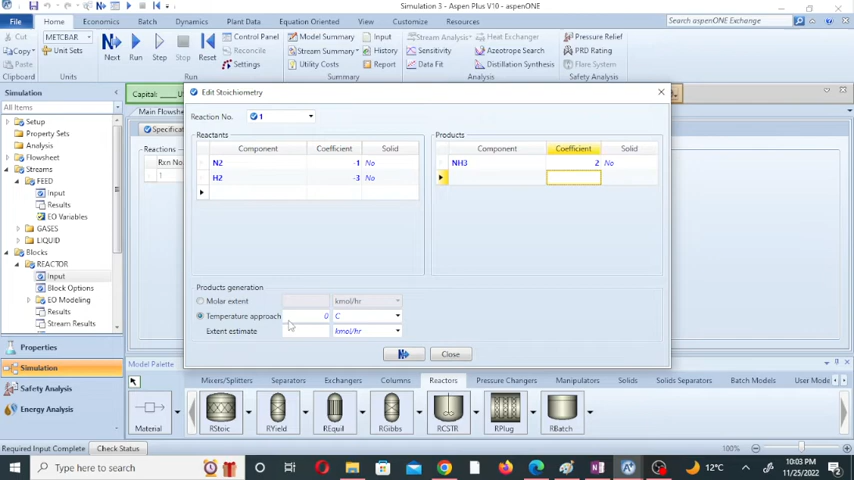 Simulation 3 - Aspen Plus V10 - aspenONE
File Home Economics Batch Dynamics Plant Data Equation Oriented View Customize Resources Search aspenONE Exchange
Cut METCBAR Control Panel Model Summary Input Stream Analysis Heat Exchanger Pressure Relief
Copy Unit Sets Reconcile Stream Summary History Sensitivity Azeotrope Search PRD Rating
Paste Next Run Step Stop Reset Settings Utility Costs Report Data Fit Distillation Synthesis Flare System
Clipboard Units Run Summary Analysis Safety Analysis
Simulation Capital: U
All Items Main Flowshe
Setup
Property Sets
Analysis
Flowsheet
Streams
FEED
Input
Results
EO Variables
GASES
LIQUID
Blocks
REACTOR
Input
Block Options
EO Modeling
Results
Stream Results
Properties
Simulation
Safety Analysis
Energy Analysis
Specificat
Reactions
Rxn No.
1
Edit Stoichiometry
Reaction No. 1
Reactants Products
Component Coefficient Solid Component Coefficient Solid
N2 -1 No NH3 2 No
H2 -3 No
Products generation
Molar extent kmol/hr
Temperature approach 0 C
Extent estimate kmol/hr
Close
Model Palette
Mixers/Splitters Separators Exchangers Columns Reactors Pressure Changers Manipulators Solids Solids Separators Batch Models User Mode
Material RStoic RYield REquil RGibbs RCSTR RPlug RBatch
Required Input Complete Check Status 100%
Type here to search 12°C 10:03 PM
11/25/2022